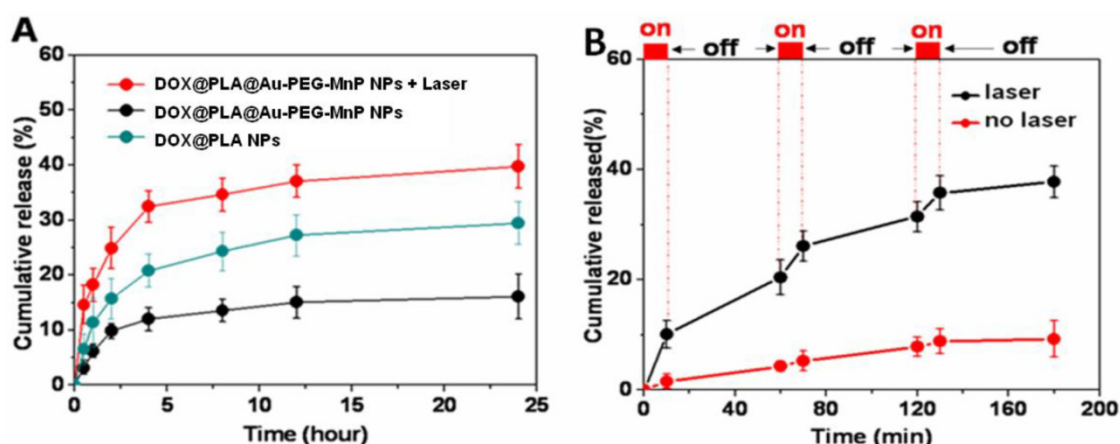 A
60
50
40
30
20
10
0
Cumulative release (%)
DOX@PLA@Au-PEG-MnP NPs + Laser
DOX@PLA@Au-PEG-MnP NPs
DOX@PLA NPs
0 5 10 15 20 25
Time (hour)
B
on off on off on off
60
40
20
0
Cumulative released(%)
laser
no laser
0 40 80 120 160 200
Time (min)